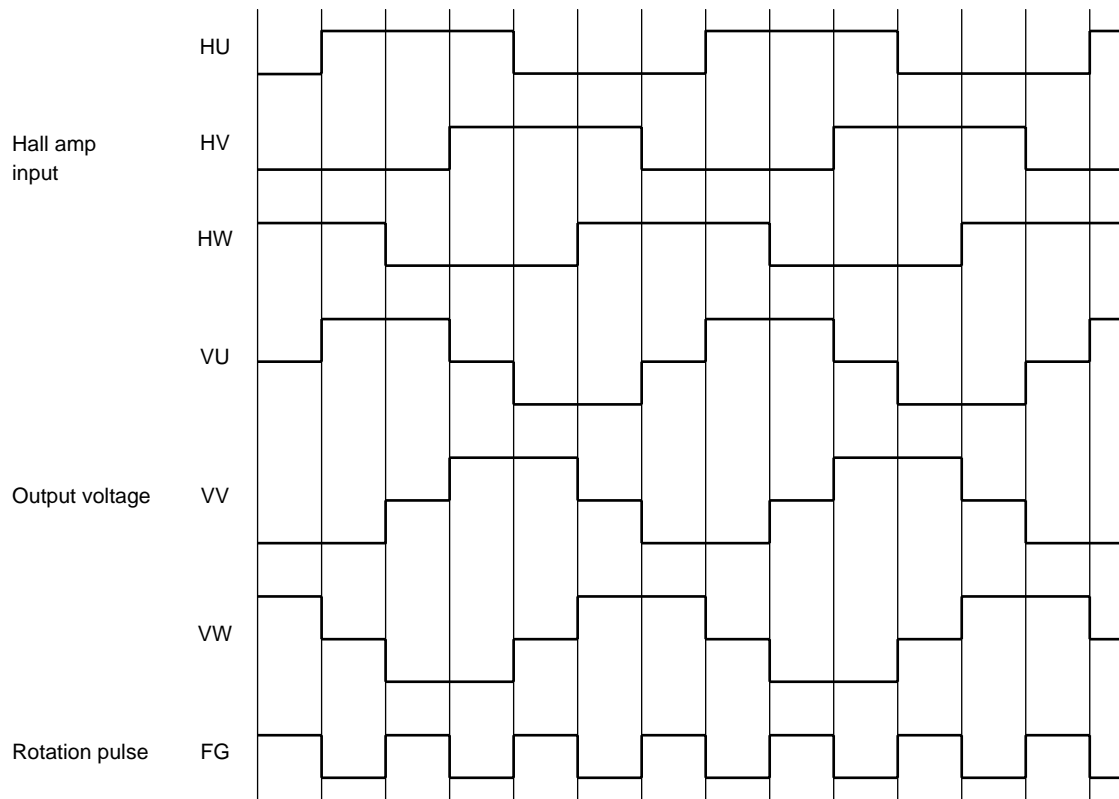 HU
Hall amp
input
HV
HW
VU
Output voltage VV
VW
Rotation pulse FG